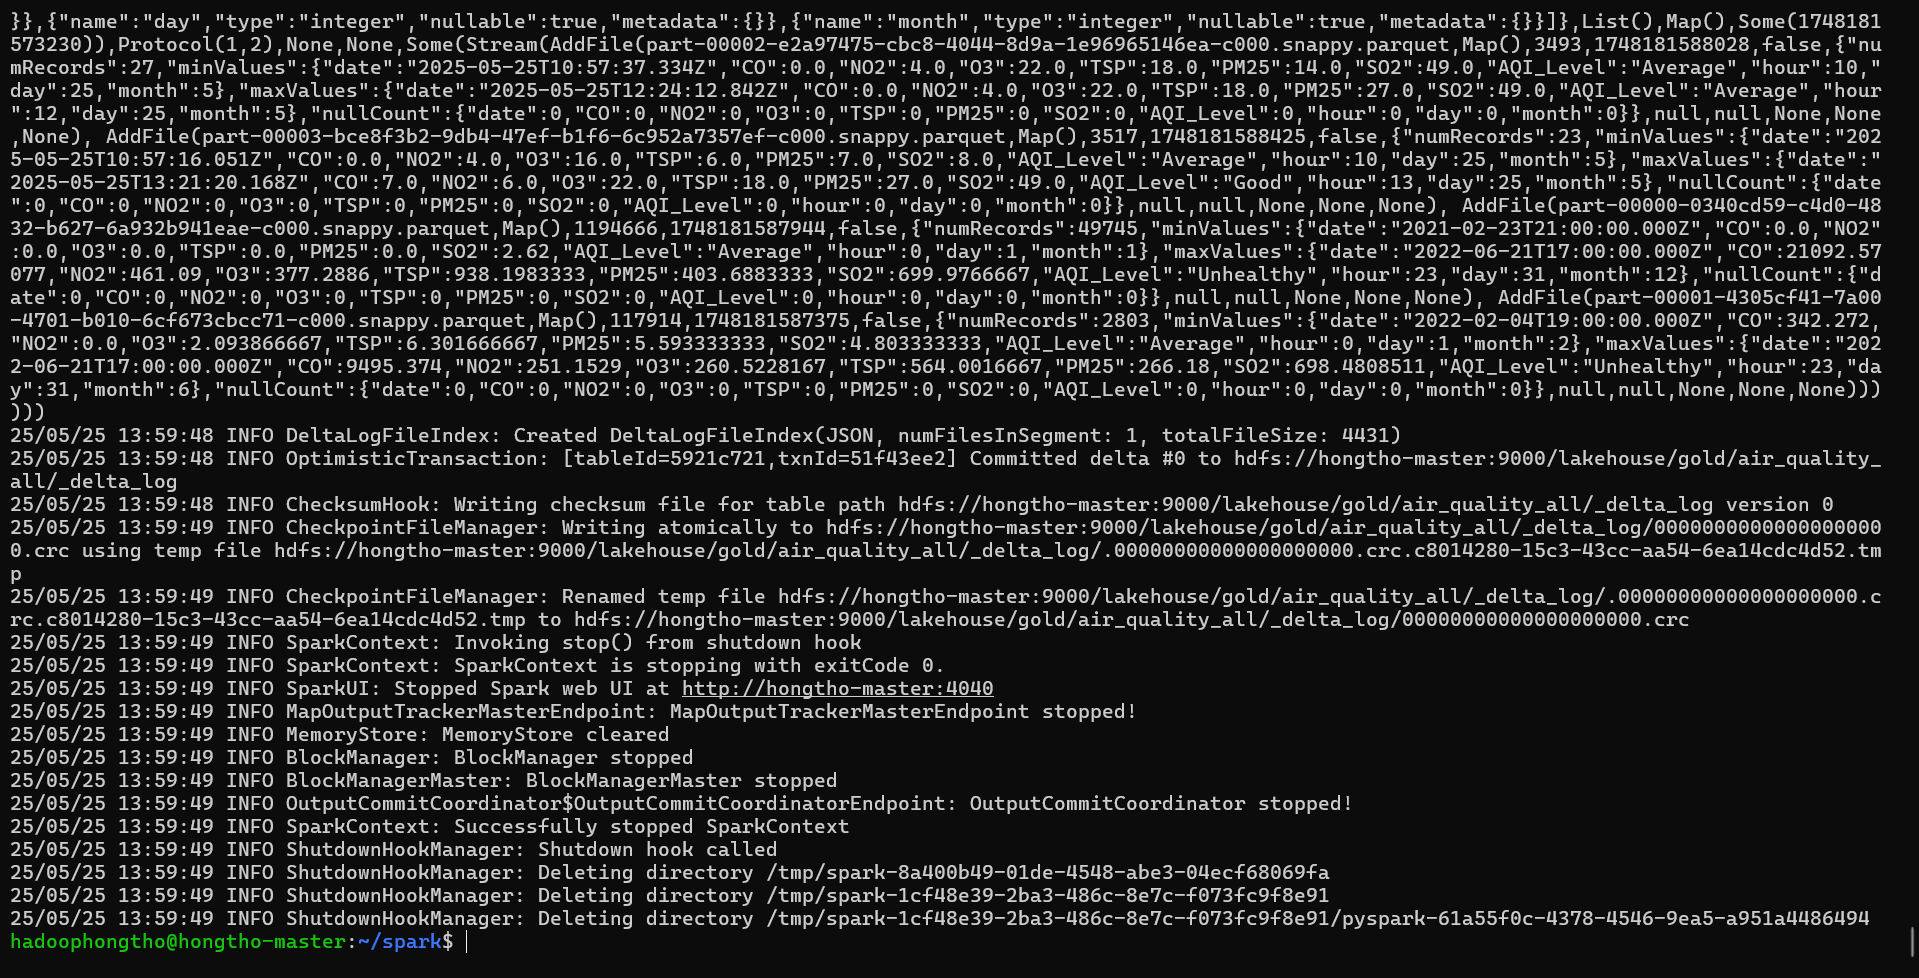 }},{"name":"day","type":"integer","nullable":true,"metadata":{}},{"name":"month","type":"integer","nullable":true,"metadata":{}}]},List(),Map(),Some(1748181
573230)),Protocol(1,2),None,None,Some(Stream(AddFile(part-00002-e2a97475-cbc8-4044-8d9a-1e96965146ea-c000.snappy.parquet,Map(),3493,1748181588028,false,{"nu
mRecords":27,"minValues":{"date":"2025-05-25T10:57:37.334Z","CO":0.0,"NO2":4.0,"O3":22.0,"TSP":18.0,"PM25":14.0,"SO2":49.0,"AQI_Level":"Average","hour":10,"
day":25,"month":5},"maxValues":{"date":"2025-05-25T12:24:12.842Z","CO":0.0,"NO2":4.0,"O3":22.0,"TSP":18.0,"PM25":27.0,"SO2":49.0,"AQI_Level":"Average","hour
":12,"day":25,"month":5},"nullCount":{"date":0,"CO":0,"NO2":0,"O3":0,"TSP":0,"PM25":0,"SO2":0,"AQI_Level":0,"hour":0,"day":0,"month":0}},null,null,None,None
,None), AddFile(part-00003-bce8f3b2-9db4-47ef-b1f6-6c952a7357ef-c000.snappy.parquet,Map(),3517,1748181588425,false,{"numRecords":23,"minValues":{"date":"202
5-05-25T10:57:16.051Z","CO":0.0,"NO2":4.0,"O3":16.0,"TSP":6.0,"PM25":7.0,"SO2":8.0,"AQI_Level":"Average","hour":10,"day":25,"month":5},"maxValues":{"date":"
2025-05-25T13:21:20.168Z","CO":7.0,"NO2":6.0,"O3":22.0,"TSP":18.0,"PM25":27.0,"SO2":49.0,"AQI_Level":"Good","hour":13,"day":25,"month":5},"nullCount":{"date
":0,"CO":0,"NO2":0,"O3":0,"TSP":0,"PM25":0,"SO2":0,"AQI_Level":0,"hour":0,"day":0,"month":0}},null,null,None,None,None), AddFile(part-00000-0340cd59-c4d0-48
32-b627-6a932b941eae-c000.snappy.parquet,Map(),1194666,1748181587944,false,{"numRecords":49745,"minValues":{"date":"2021-02-23T21:00:00.000Z","CO":0.0,"NO2"
:0.0,"O3":0.0,"TSP":0.0,"PM25":0.0,"SO2":2.62,"AQI_Level":"Average","hour":0,"day":1,"month":1},"maxValues":{"date":"2022-06-21T17:00:00.000Z","CO":21092.57
077,"NO2":461.09,"O3":377.2886,"TSP":938.1983333,"PM25":403.6883333,"SO2":699.9766667,"AQI_Level":"Unhealthy","hour":23,"day":31,"month":12},"nullCount":{"d
ate":0,"CO":0,"NO2":0,"O3":0,"TSP":0,"PM25":0,"SO2":0,"AQI_Level":0,"hour":0,"day":0,"month":0}},null,null,None,None,None), AddFile(part-00001-4305cf41-7a00
-4701-b010-6cf673cbcc71-c000.snappy.parquet,Map(),117914,1748181587375,false,{"numRecords":2803,"minValues":{"date":"2022-02-04T19:00:00.000Z","CO":342.272,
"NO2":0.0,"O3":2.093866667,"TSP":6.301666667,"PM25":5.593333333,"SO2":4.803333333,"AQI_Level":"Average","hour":0,"day":1,"month":2},"maxValues":{"date":"202
2-06-21T17:00:00.000Z","CO":9495.374,"NO2":251.1529,"O3":260.5228167,"TSP":564.0016667,"PM25":266.18,"SO2":698.4808511,"AQI_Level":"Unhealthy","hour":23,"da
y":31,"month":6},"nullCount":{"date":0,"CO":0,"NO2":0,"O3":0,"TSP":0,"PM25":0,"SO2":0,"AQI_Level":0,"hour":0,"day":0,"month":0}},null,null,None,None,None)))
)))
25/05/25 13:59:48 INFO DeltaLogFileIndex: Created DeltaLogFileIndex(JSON, numFilesInSegment: 1, totalFileSize: 4431)
25/05/25 13:59:48 INFO OptimisticTransaction: [tableId=5921c721,txnId=51f43ee2] Committed delta #0 to hdfs://hongtho-master:9000/lakehouse/gold/air_quality_
all/_delta_log
25/05/25 13:59:48 INFO ChecksumHook: Writing checksum file for table path hdfs://hongtho-master:9000/lakehouse/gold/air_quality_all/_delta_log version 0
25/05/25 13:59:49 INFO CheckpointFileManager: Writing atomically to hdfs://hongtho-master:9000/lakehouse/gold/air_quality_all/_delta_log/0000000000000000000
0.crc using temp file hdfs://hongtho-master:9000/lakehouse/gold/air_quality_all/_delta_log/.00000000000000000000.crc.c8014280-15c3-43cc-aa54-6ea14cdc4d52.tm
p
25/05/25 13:59:49 INFO CheckpointFileManager: Renamed temp file hdfs://hongtho-master:9000/lakehouse/gold/air_quality_all/_delta_log/.00000000000000000000.c
rc.c8014280-15c3-43cc-aa54-6ea14cdc4d52.tmp to hdfs://hongtho-master:9000/lakehouse/gold/air_quality_all/_delta_log/00000000000000000000.crc
25/05/25 13:59:49 INFO SparkContext: Invoking stop() from shutdown hook
25/05/25 13:59:49 INFO SparkContext: SparkContext is stopping with exitCode 0.
25/05/25 13:59:49 INFO SparkUI: Stopped Spark web UI at http://hongtho-master:4040
25/05/25 13:59:49 INFO MapOutputTrackerMasterEndpoint: MapOutputTrackerMasterEndpoint stopped!
25/05/25 13:59:49 INFO MemoryStore: MemoryStore cleared
25/05/25 13:59:49 INFO BlockManager: BlockManager stopped
25/05/25 13:59:49 INFO BlockManagerMaster: BlockManagerMaster stopped
25/05/25 13:59:49 INFO OutputCommitCoordinator$OutputCommitCoordinatorEndpoint: OutputCommitCoordinator stopped!
25/05/25 13:59:49 INFO SparkContext: Successfully stopped SparkContext
25/05/25 13:59:49 INFO ShutdownHookManager: Shutdown hook called
25/05/25 13:59:49 INFO ShutdownHookManager: Deleting directory /tmp/spark-8a400b49-01de-4548-abe3-04ecf68069fa
25/05/25 13:59:49 INFO ShutdownHookManager: Deleting directory /tmp/spark-1cf48e39-2ba3-486c-8e7c-f073fc9f8e91
25/05/25 13:59:49 INFO ShutdownHookManager: Deleting directory /tmp/spark-1cf48e39-2ba3-486c-8e7c-f073fc9f8e91/pyspark-61a55f0c-4378-4546-9ea5-a951a4486494
hadoophongtho@hongtho-master:~/spark$